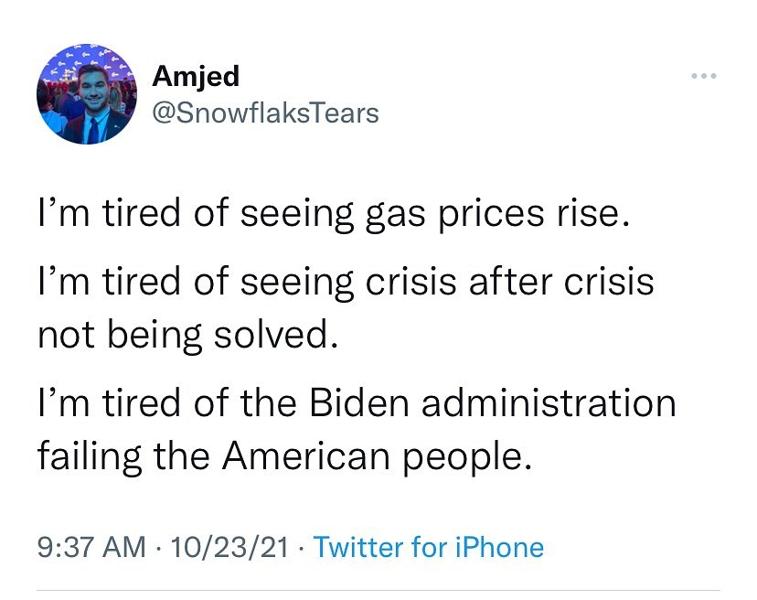 Amjed
@SnowflaksTears
I’m tired of seeing gas prices rise.
I’m tired of seeing crisis after crisis
not being solved.
I’m tired of the Biden administration
failing the American people.
9:37 AM · 10/23/21 · Twitter for iPhone